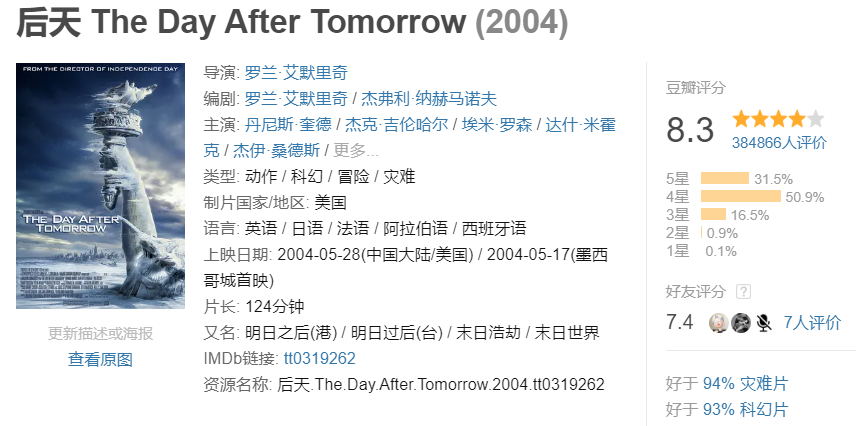 后天 The Day After Tomorrow (2004)
FROM THE DIRECTOR OF INDEPENDENCE DAY
THE DAY AFTER
TOMORROW
更新描述或海报
查看原图
导演: 罗兰·艾默里奇
编剧: 罗兰·艾默里奇 / 杰弗利·纳赫马诺夫
主演: 丹尼斯·奎德 / 杰克·吉伦哈尔 / 埃米·罗森 / 达什·米霍
克 / 杰伊·桑德斯 / 更多...
类型: 动作 / 科幻 / 冒险 / 灾难
制片国家/地区: 美国
语言: 英语 / 日语 / 法语 / 阿拉伯语 / 西班牙语
上映日期: 2004-05-28(中国大陆/美国) / 2004-05-17(墨西
哥城首映)
片长: 124分钟
又名: 明日之后(港) / 明日过后(台) / 末日浩劫 / 末日世界
IMDb链接: tt0319262
资源名称: 后天.The.Day.After.Tomorrow.2004.tt0319262
豆瓣评分
8.3
384866人评价
5星 31.5%
4星 50.9%
3星 16.5%
2星 0.9%
1星 0.1%
好友评分 ?
7.4 7人评价
好于 94% 灾难片
好于 93% 科幻片